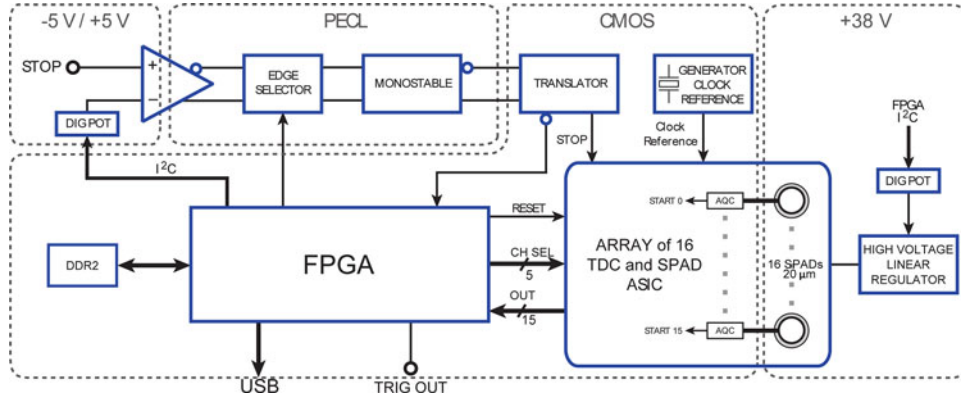 -5 V / +5 V
PECL
CMOS
+38 V
STOP
+
−
DIGPOT
EDGE
SELECTOR
MONOSTABLE
TRANSLATOR
GENERATOR
CLOCK
REFERENCE
FPGA
I²C
DIGPOT
I²C
STOP
Clock
Reference
RESET
START 0
AQC
DDR2
FPGA
CH SEL
5
OUT
15
ARRAY of 16
TDC and SPAD
ASIC
16 SPADs
20 µm
HIGH VOLTAGE
LINEAR
REGULATOR
START 15
AQC
USB
TRIG OUT